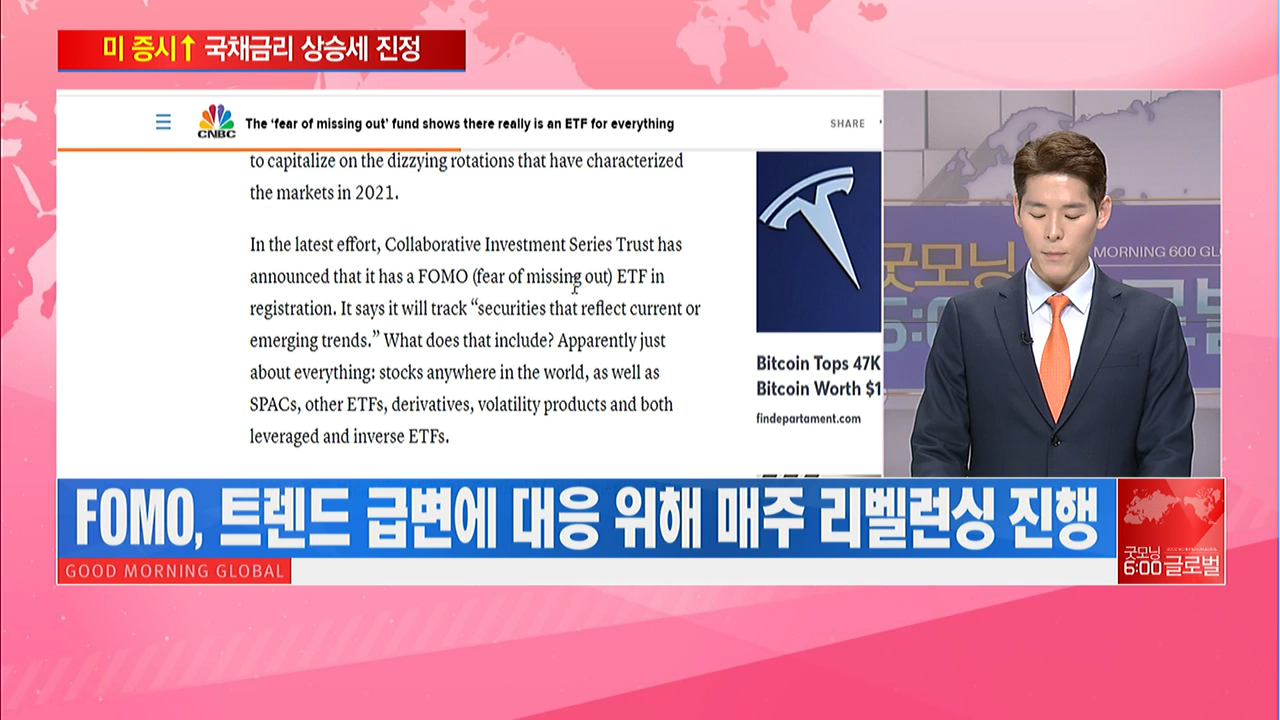 미 증시↑ 국채금리 상승세 진정
CNBC
The ‘fear of missing out’ fund shows there really is an ETF for everything
SHARE
to capitalize on the dizzying rotations that have characterized
the markets in 2021.
In the latest effort, Collaborative Investment Series Trust has
announced that it has a FOMO (fear of missing out) ETF in
registration. It says it will track “securities that reflect current or
emerging trends.” What does that include? Apparently just
about everything: stocks anywhere in the world, as well as
SPACs, other ETFs, derivatives, volatility products and both
leveraged and inverse ETFs.
Bitcoin Tops 47K
Bitcoin Worth $1
findepartament.com
굿모닝
MORNING 600 GLO
FOMO, 트렌드 급변에 대응 위해 매주 리벨런싱 진행
GOOD MORNING GLOBAL
굿모닝
6:00 글로벌